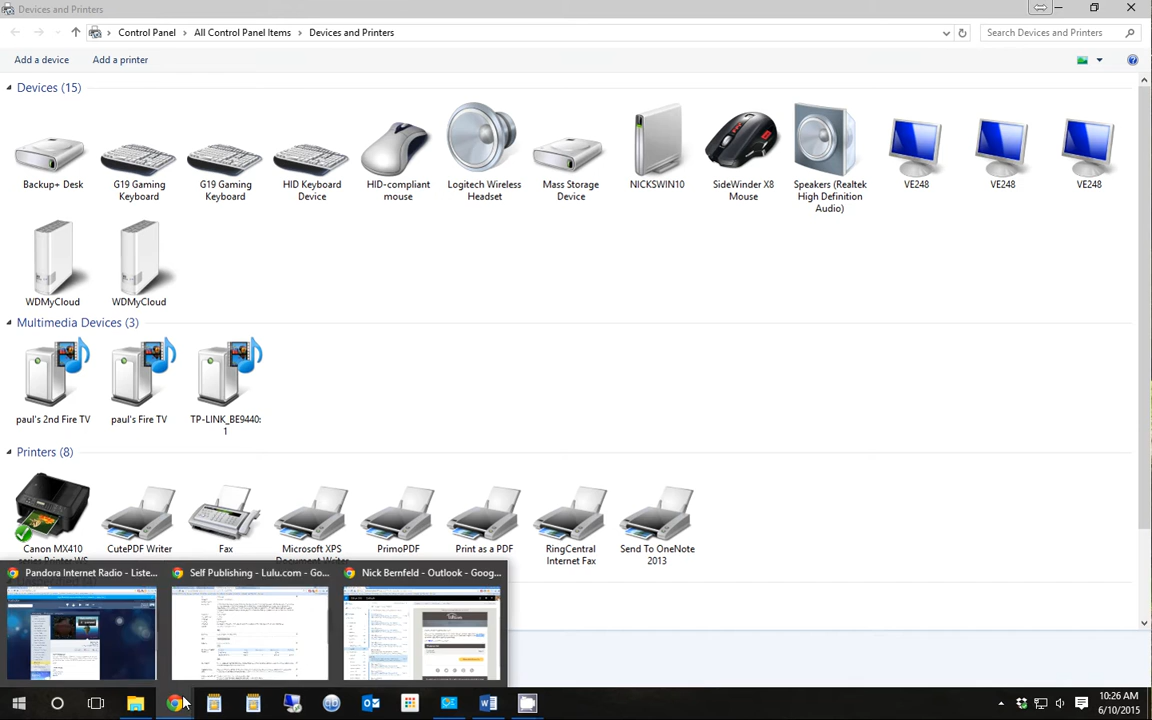 Devices and Printers
Control Panel
All Control Panel Items
Devices and Printers
Search Devices and Printers
Add a device
Add a printer
Devices (15)
Backup+ Desk
G19 Gaming
Keyboard
G19 Gaming
Keyboard
HID Keyboard
Device
HID-compliant
mouse
Logitech Wireless
Headset
Mass Storage
Device
NICKSWIN10
SideWinder X8
Mouse
Speakers (Realtek
High Definition
Audio)
VE248
VE248
VE248
WDMyCloud
WDMyCloud
Multimedia Devices (3)
paul's 2nd Fire TV
paul's Fire TV
TP-LINK_BE9440:
1
Printers (8)
Canon MX410
series Printer WS
CutePDF Writer
Fax
Microsoft XPS
Document Writer
PrimoPDF
Print as a PDF
RingCentral
Internet Fax
Send To OneNote
2013
Pandora Internet Radio - Liste...
Self Publishing - Lulu.com - Go...
Nick Bernfeld - Outlook - Goog...
10:26 AM
6/10/2015